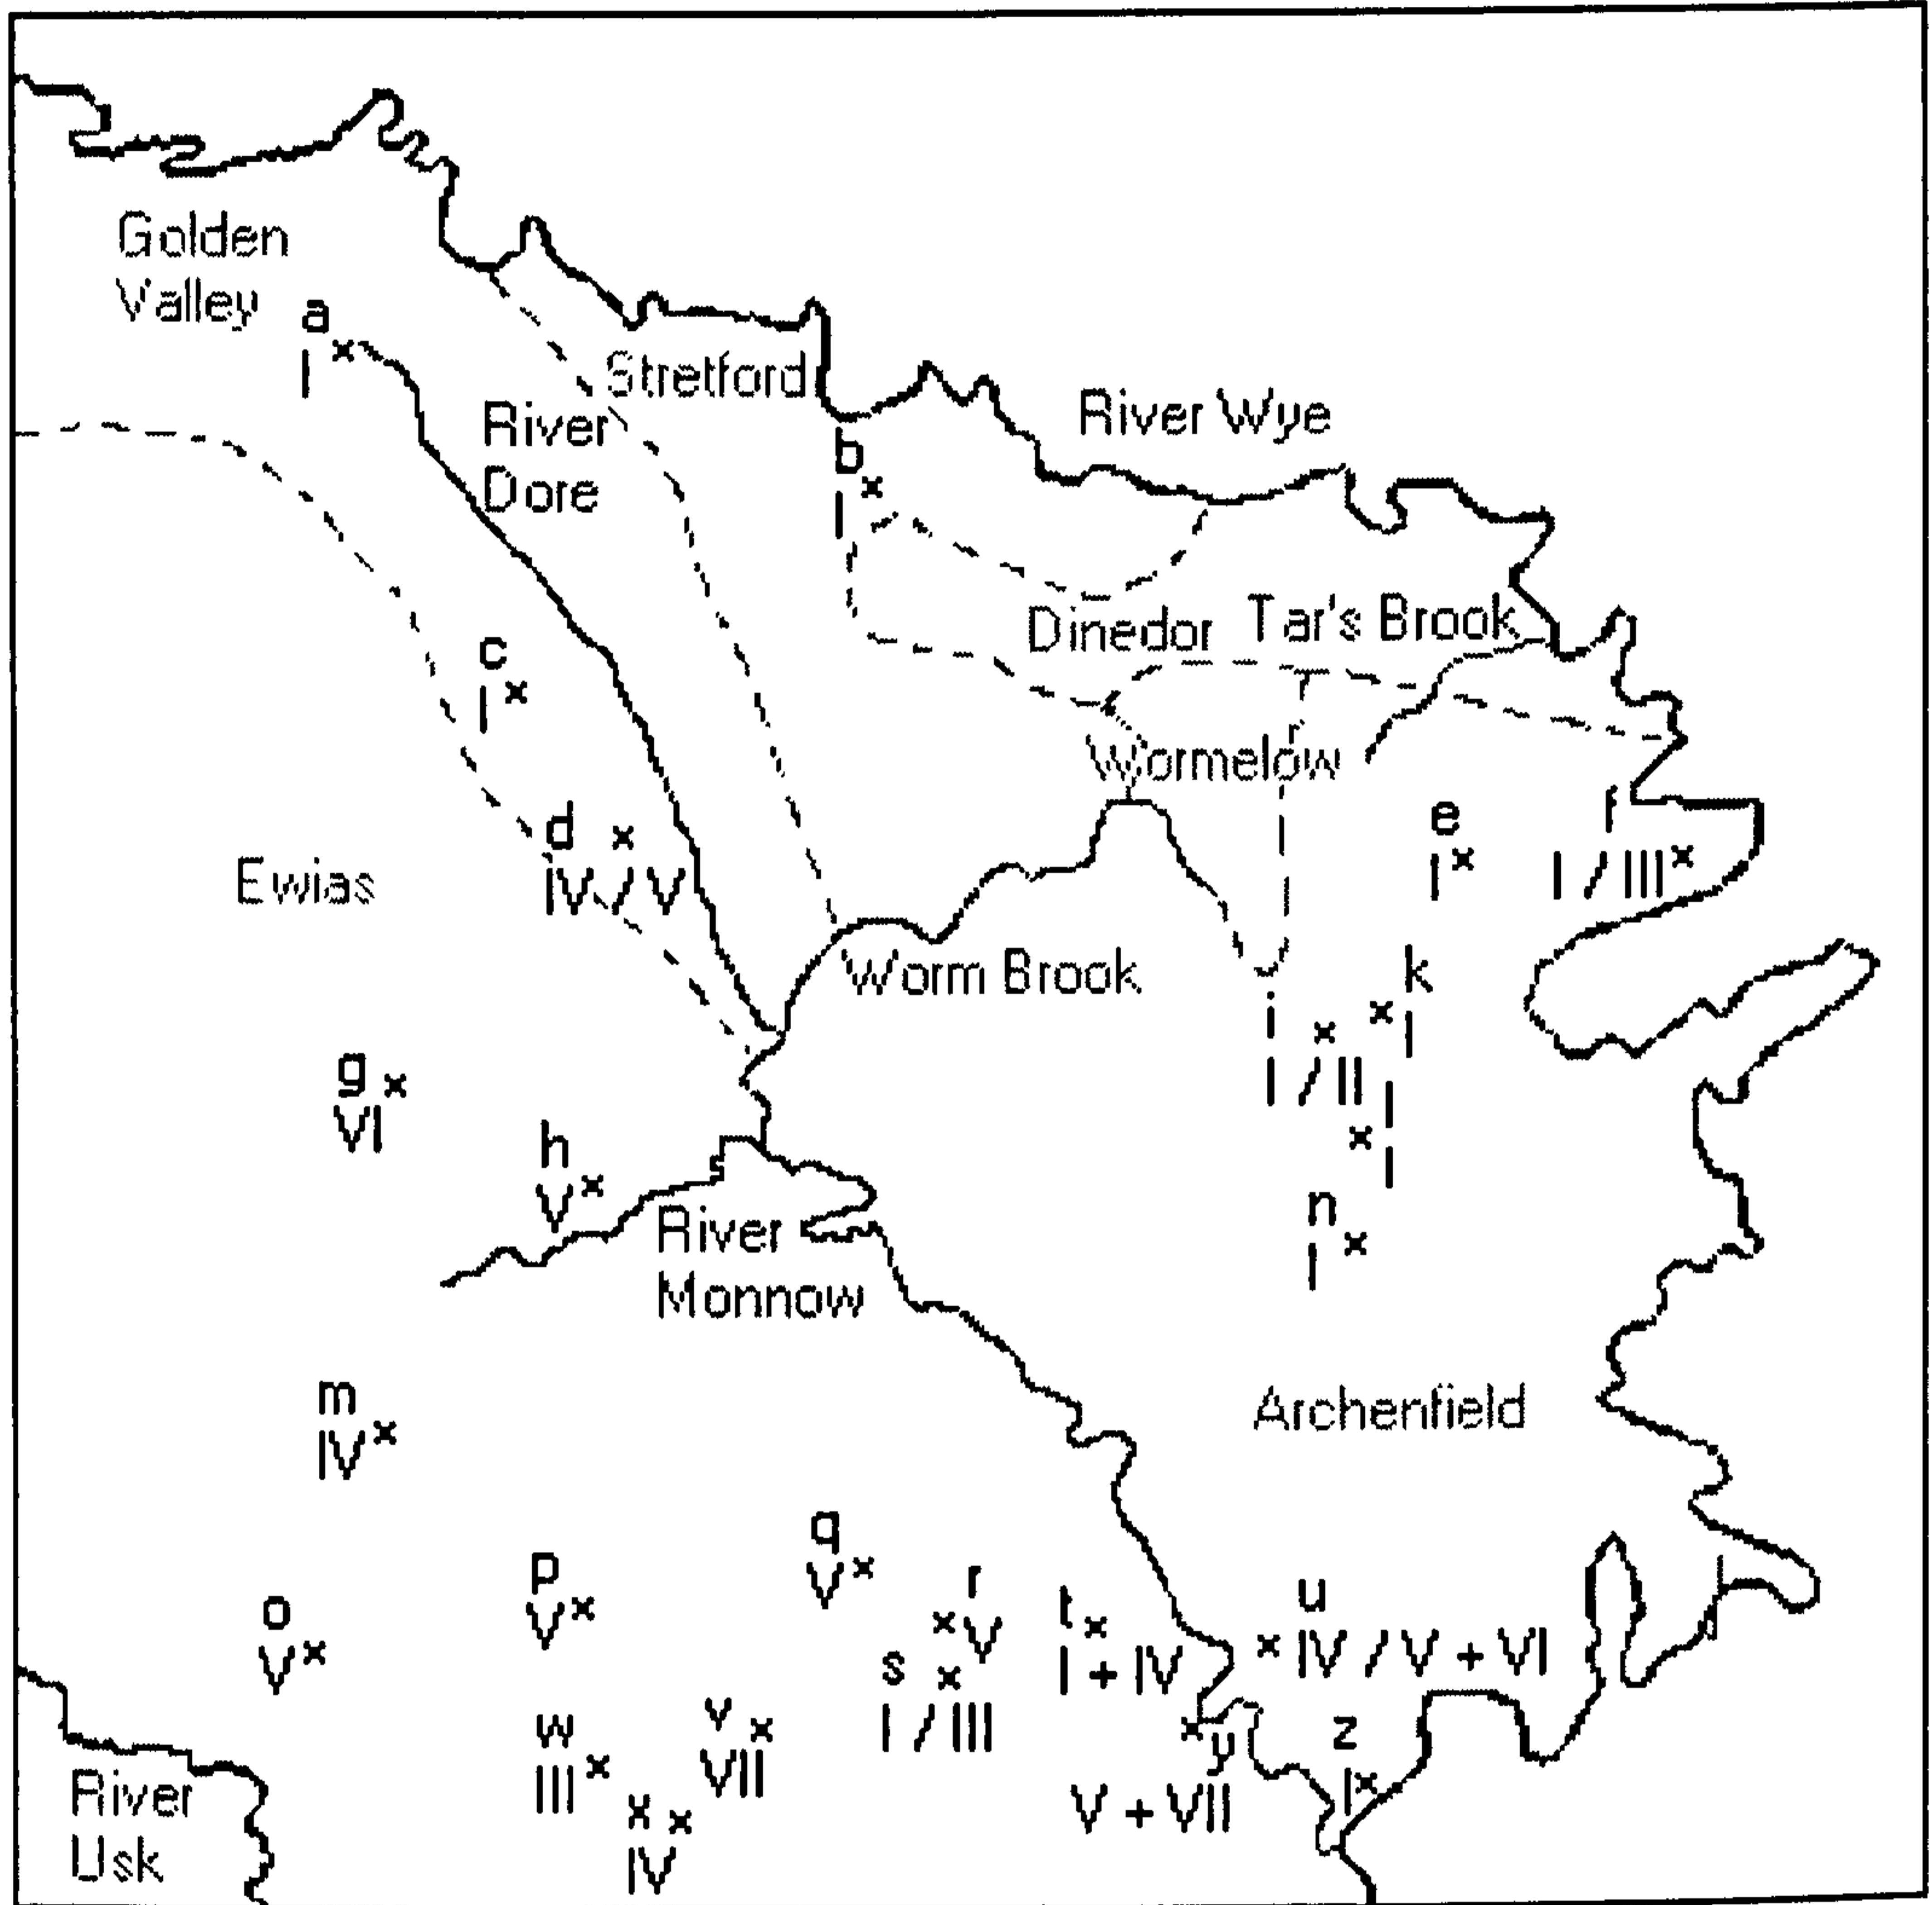 Golden
Valley
a
I
Stretford
River
Dore
River Wye
b
I
Dinedor
Tar's Brook
c
I
Wormelow
d
IV / V
e
I
f
I / III
Ewias
Worm Brook
k
I
i
I / II
g
VI
l
I
h
V
n
I
River
Monnow
m
IV
Archenfield
q
V
p
V
r
V
t
I + IV
u
IV / V + VI
o
V
s
I / III
w
III
v
VII
y
V + VII
z
I
River
Usk
x
IV